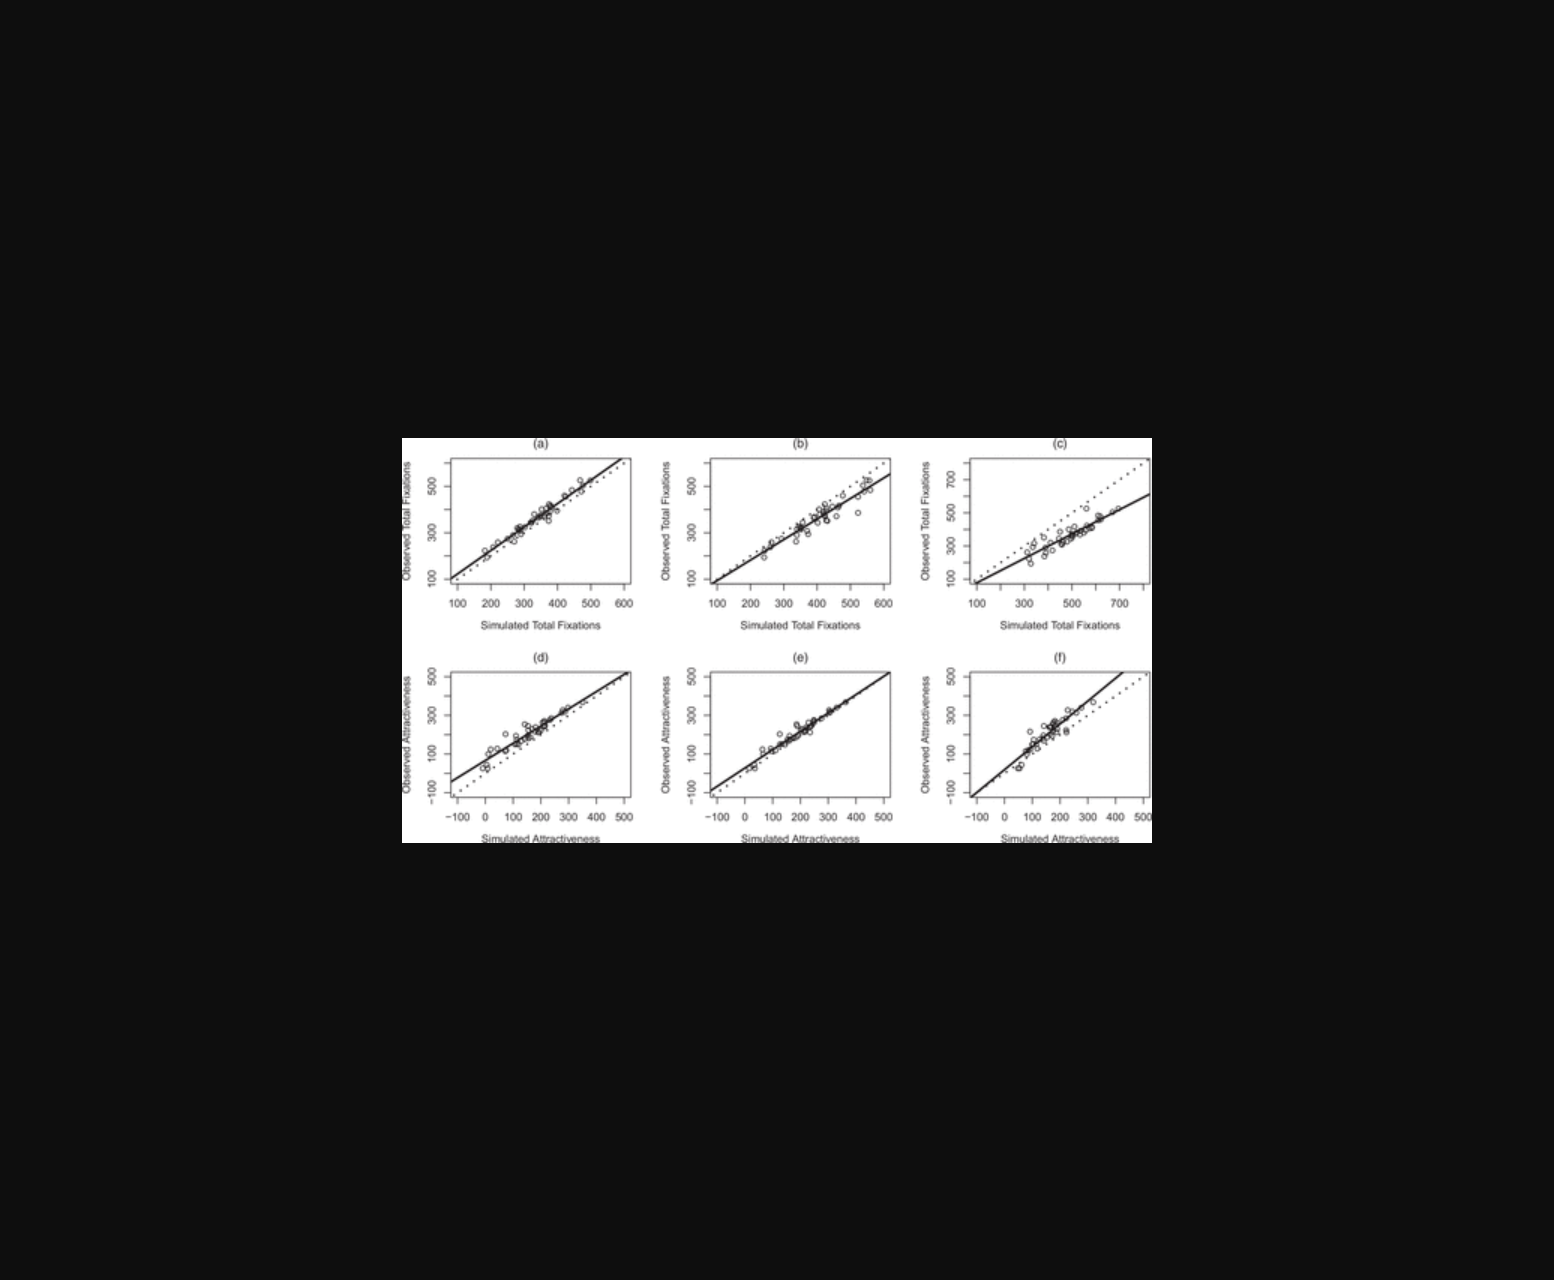 (a)
Observed Total Fixations
500
300
100
100 200 300 400 500 600
Simulated Total Fixations
(b)
Observed Total Fixations
500
300
100
100 200 300 400 500 600
Simulated Total Fixations
(c)
Observed Total Fixations
700
500
300
100
100 300 500 700
Simulated Total Fixations
(d)
Observed Attractiveness
500
300
100
−100
−100 0 100 200 300 400 500
Simulated Attractiveness
(e)
Observed Attractiveness
500
300
100
−100
−100 0 100 200 300 400 500
Simulated Attractiveness
(f)
Observed Attractiveness
500
300
100
−100
−100 0 100 200 300 400 500
Simulated Attractiveness